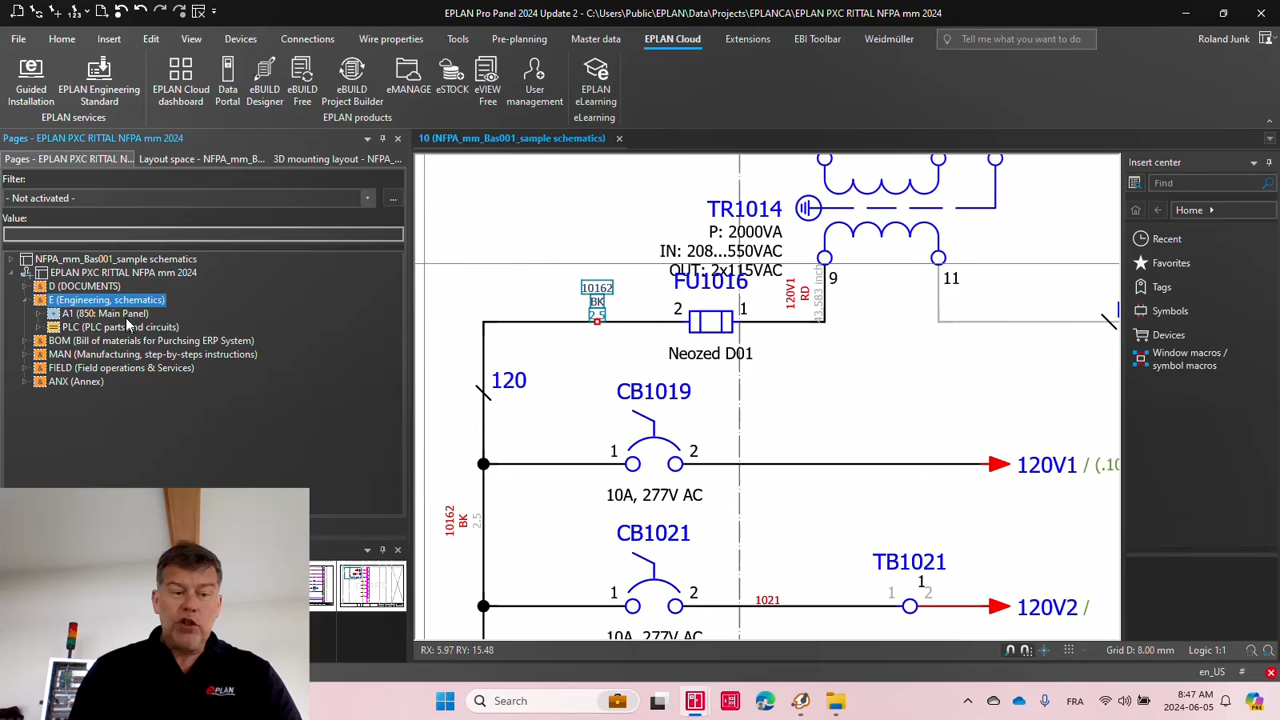 EPLAN Pro Panel 2024 Update 2 - C:\Users\Public\EPLAN\Data\Projects\EPLANCA\EPLAN PXC RITTAL NFPA mm 2024
File Home Insert Edit View Devices Connections Wire properties Tools Pre-planning Master data EPLAN Cloud Extensions EBI Toolbar Weidmüller Tell me what you want to do Roland Junk
Guided Installation
EPLAN Engineering Standard
EPLAN Cloud dashboard
Data Portal
eBUILD Designer
eBUILD Free
eBUILD Project Builder
eMANAGE
eSTOCK
eVIEW Free
User management
EPLAN eLearning
EPLAN services
EPLAN products
eLearning
Pages - EPLAN PXC RITTAL NFPA mm 2024
Pages - EPLAN PXC RITTAL N... Layout space - NFPA_mm_B... 3D mounting layout - NFPA_...
Filter:
- Not activated -
...
Value:
NFPA_mm_Bas001_sample schematics
EPLAN PXC RITTAL NFPA mm 2024
D (DOCUMENTS)
E (Engineering, schematics)
A1 (850: Main Panel)
PLC (PLC parts and circuits)
BOM (Bill of materials for Purchsing ERP System)
MAN (Manufacturing, step-by-steps instructions)
FIELD (Field operations & Services)
ANX (Annex)
ePLAN
10 (NFPA_mm_Bas001_sample schematics)
TR1014
P: 2000VA
IN: 208...550VAC
OUT: 2x115VAC
9
11
10162
BK
2,5
FU1016
2
1
Neozed D01
120V1
RD
43.583 inch
120
CB1019
1
2
10A, 277V AC
120V1 / (.10
10162
BK
2.5
CB1021
1
2
10A, 277V AC
1021
TB1021
1
1
2
120V2 /
RX: 5.97 RY: 15.48
Grid D: 8.00 mm
Logic 1:1
Insert center
Find
Home
Recent
Favorites
Tags
Symbols
Devices
Window macros / symbol macros
en_US #
Search
FRA
8:47 AM
2024-06-05